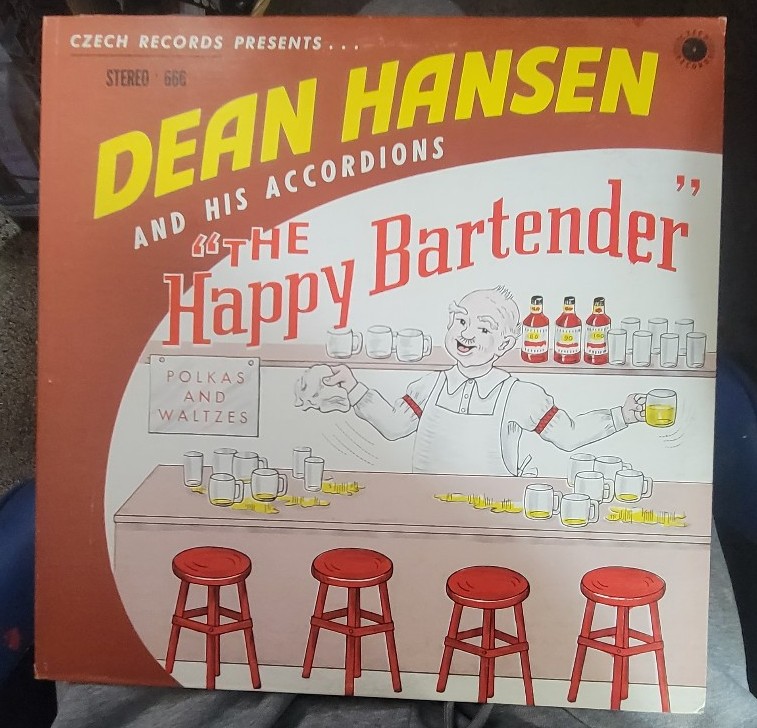 CZECH RECORDS PRESENTS . . .
STEREO 666
DEAN HANSEN
AND HIS ACCORDIONS
“THE
Happy Bartender”
POLKAS
AND
WALTZES